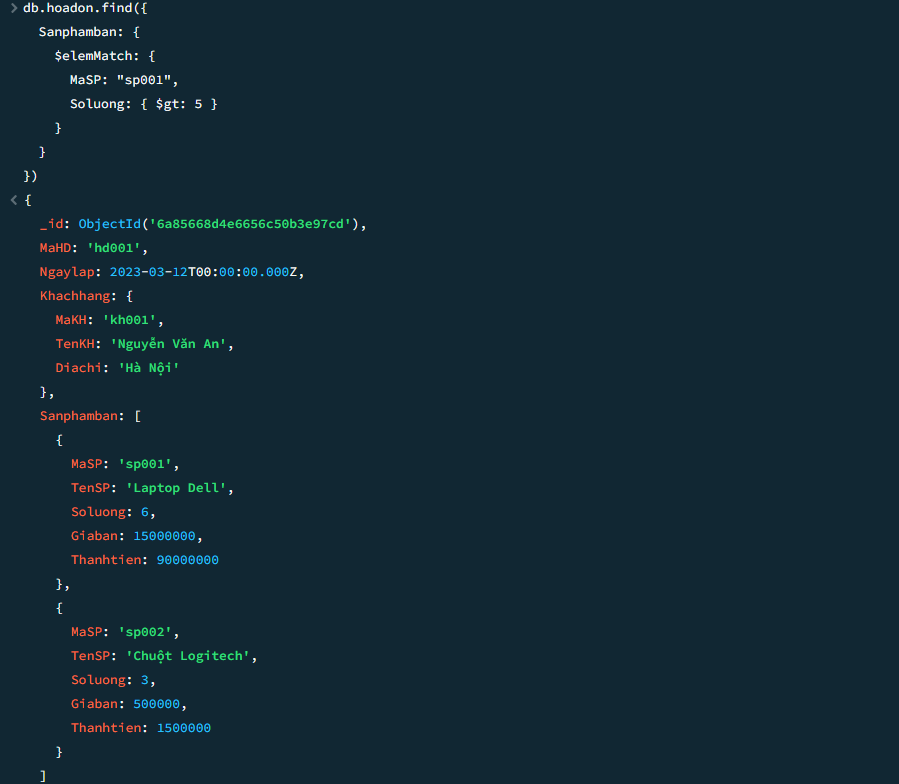 db.hoadon.find({
  Sanphamban: {
    $elemMatch: {
      MaSP: "sp001",
      Soluong: { $gt: 5 }
    }
  }
})
{
  _id: ObjectId('6a85668d4e6656c50b3e97cd'),
  MaHD: 'hd001',
  Ngaylap: 2023-03-12T00:00:00.000Z,
  Khachhang: {
    MaKH: 'kh001',
    TenKH: 'Nguyễn Văn An',
    Diachi: 'Hà Nội'
  },
  Sanphamban: [
    {
      MaSP: 'sp001',
      TenSP: 'Laptop Dell',
      Soluong: 6,
      Giaban: 15000000,
      Thanhtien: 90000000
    },
    {
      MaSP: 'sp002',
      TenSP: 'Chuột Logitech',
      Soluong: 3,
      Giaban: 500000,
      Thanhtien: 1500000
    }
  ]